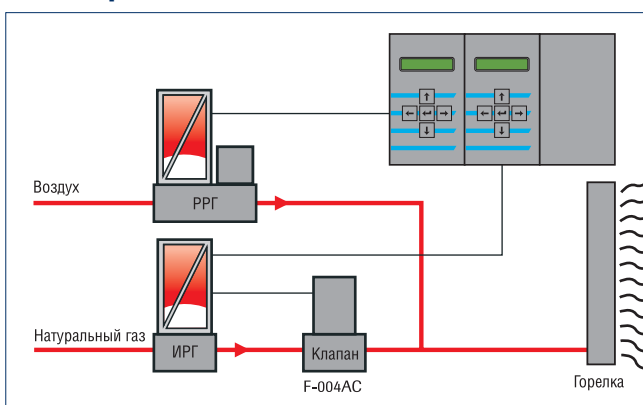 Воздух
РРГ
Натуральный газ
ИРГ
Клапан
F-004AC
Горелка